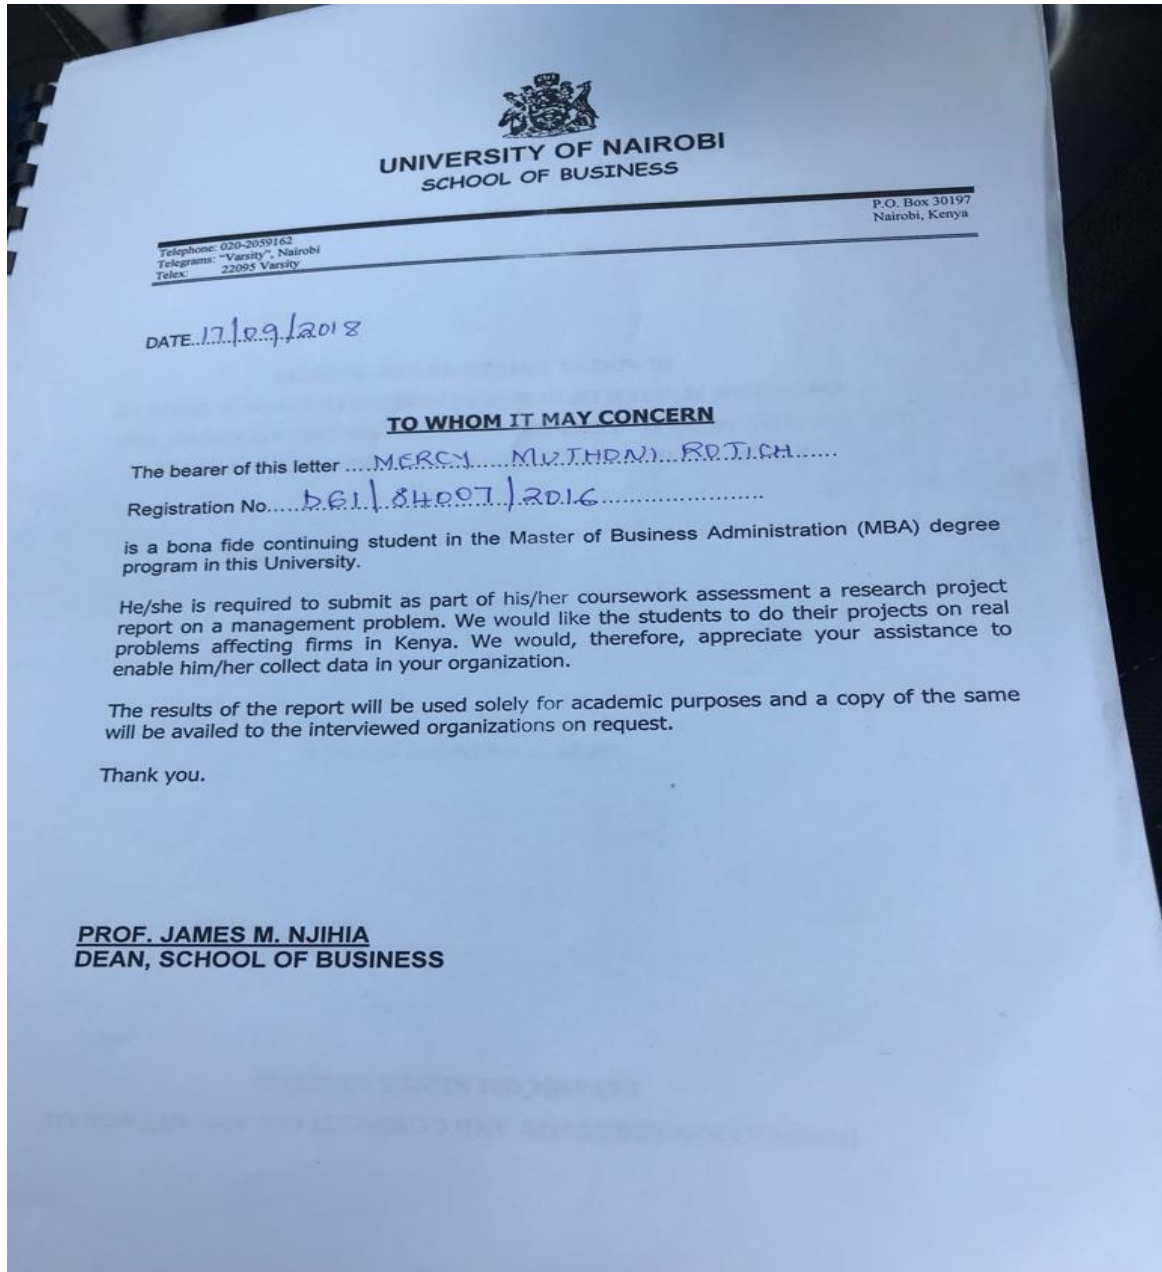 UNIVERSITY OF NAIROBI
SCHOOL OF BUSINESS
P.O. Box 30197
Nairobi, Kenya
Telephone: 020-2059162
Telegrams: "Varsity", Nairobi
Telex: 22095 Varsity
DATE..17/09/2018
TO WHOM IT MAY CONCERN
The bearer of this letter ....MERCY.....MUTHONI...ROTICH......
Registration No.....D61/84007/2016........................
is a bona fide continuing student in the Master of Business Administration (MBA) degree
program in this University.
He/she is required to submit as part of his/her coursework assessment a research project
report on a management problem. We would like the students to do their projects on real
problems affecting firms in Kenya. We would, therefore, appreciate your assistance to
enable him/her collect data in your organization.
The results of the report will be used solely for academic purposes and a copy of the same
will be availed to the interviewed organizations on request.
Thank you.
PROF. JAMES M. NJIHIA
DEAN, SCHOOL OF BUSINESS